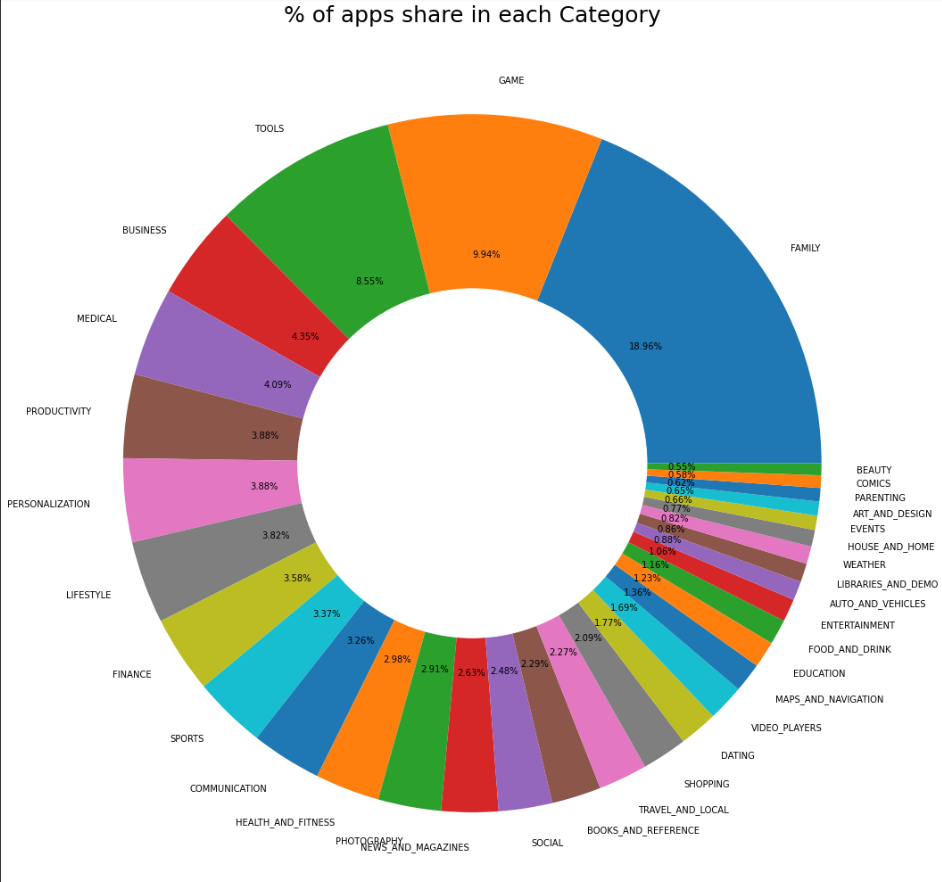 % of apps share in each Category
GAME
TOOLS
BUSINESS
FAMILY
MEDICAL
PRODUCTIVITY
PERSONALIZATION
LIFESTYLE
FINANCE
SPORTS
COMMUNICATION
HEALTH_AND_FITNESS
PHOTOGRAPHY
NEWS_AND_MAGAZINES
SOCIAL
BOOKS_AND_REFERENCE
TRAVEL_AND_LOCAL
SHOPPING
DATING
VIDEO_PLAYERS
MAPS_AND_NAVIGATION
EDUCATION
FOOD_AND_DRINK
ENTERTAINMENT
AUTO_AND_VEHICLES
LIBRARIES_AND_DEMO
WEATHER
HOUSE_AND_HOME
EVENTS
ART_AND_DESIGN
PARENTING
COMICS
BEAUTY
18.96%
9.94%
8.55%
4.35%
4.09%
3.88%
3.88%
3.82%
3.58%
3.37%
3.26%
2.98%
2.91%
2.63%
2.48%
2.29%
2.27%
2.09%
1.77%
1.69%
1.36%
1.23%
1.16%
1.06%
0.88%
0.86%
0.82%
0.77%
0.66%
0.65%
0.62%
0.58%
0.55%